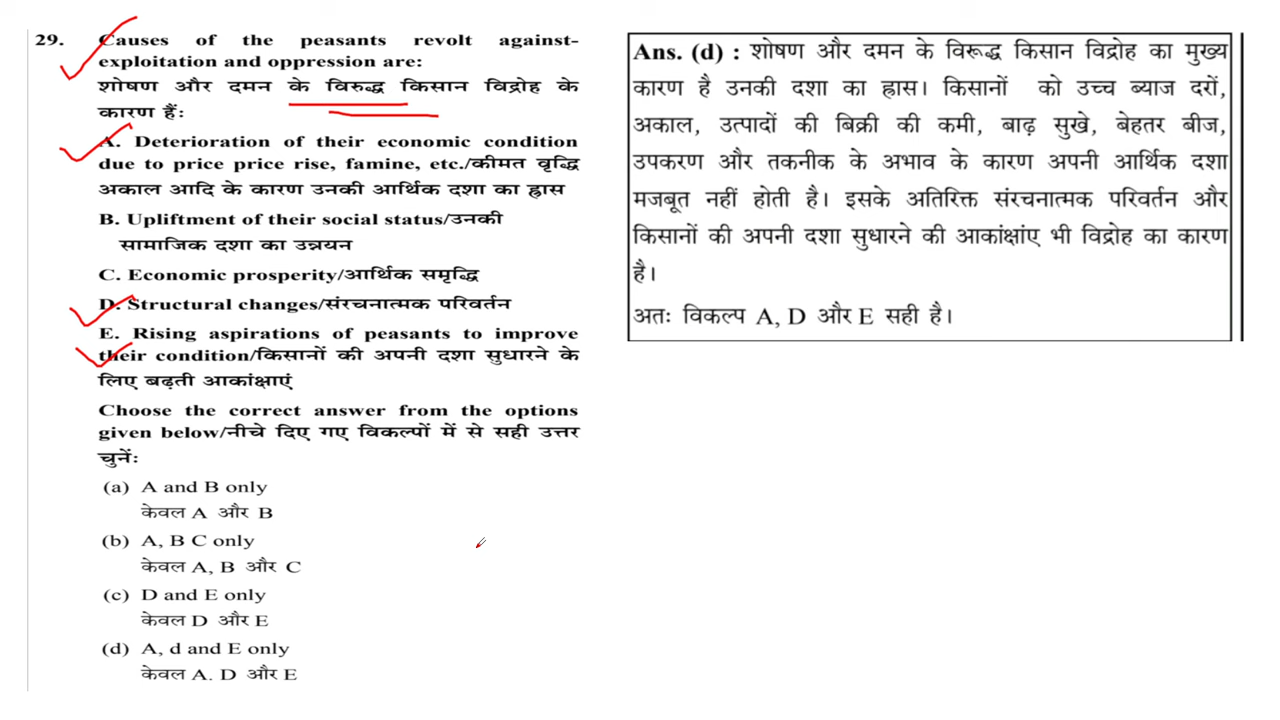 29. Causes of the peasants revolt against-
exploitation and oppression are:
शोषण और दमन के विरुद्ध किसान विद्रोह के
कारण हैं:
A. Deterioration of their economic condition
due to price price rise, famine, etc./कीमत वृद्धि
अकाल आदि के कारण उनकी आर्थिक दशा का ह्रास
B. Upliftment of their social status/उनकी
सामाजिक दशा का उन्नयन
C. Economic prosperity/आर्थिक समृद्धि
D. Structural changes/संरचनात्मक परिवर्तन
E. Rising aspirations of peasants to improve
their condition/किसानों की अपनी दशा सुधारने के
लिए बढ़ती आकांक्षाएं
Choose the correct answer from the options
given below/नीचे दिए गए विकल्पों में से सही उत्तर
चुनें:
(a) A and B only
केवल A और B
(b) A, B C only
केवल A, B और C
(c) D and E only
केवल D और E
(d) A, d and E only
केवल A. D और E
Ans. (d) : शोषण और दमन के विरूद्ध किसान विद्रोह का मुख्य
कारण है उनकी दशा का ह्रास। किसानों को उच्च ब्याज दरों,
अकाल, उत्पादों की बिक्री की कमी, बाढ़ सुखे, बेहतर बीज,
उपकरण और तकनीक के अभाव के कारण अपनी आर्थिक दशा
मजबूत नहीं होती है। इसके अतिरिक्त संरचनात्मक परिवर्तन और
किसानों की अपनी दशा सुधारने की आकांक्षांए भी विद्रोह का कारण
है।
अतः विकल्प A, D और E सही है।